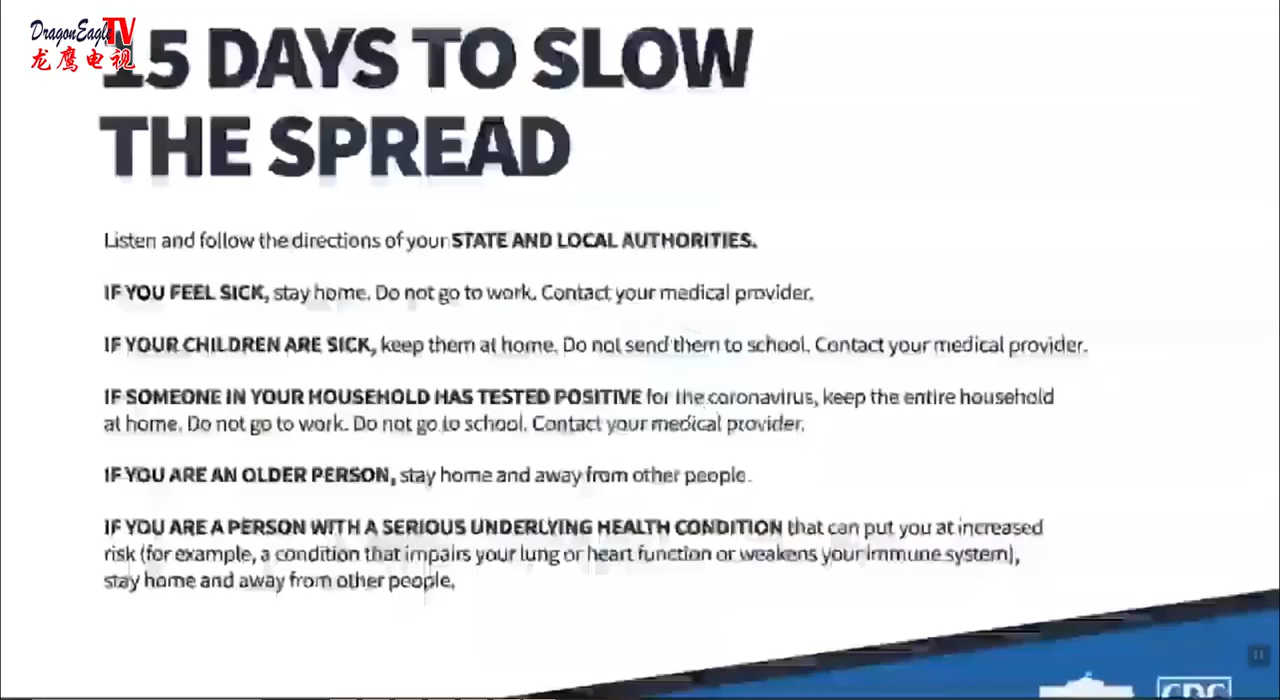 DragonEagle TV
龙鹰电视
15 DAYS TO SLOW
THE SPREAD
Listen and follow the directions of your STATE AND LOCAL AUTHORITIES.
IF YOU FEEL SICK, stay home. Do not go to work. Contact your medical provider.
IF YOUR CHILDREN ARE SICK, keep them at home. Do not send them to school. Contact your medical provider.
IF SOMEONE IN YOUR HOUSEHOLD HAS TESTED POSITIVE for the coronavirus, keep the entire household
at home. Do not go to work. Do not go to school. Contact your medical provider.
IF YOU ARE AN OLDER PERSON, stay home and away from other people.
IF YOU ARE A PERSON WITH A SERIOUS UNDERLYING HEALTH CONDITION that can put you at increased
risk (for example, a condition that impairs your lung or heart function or weakens your immune system),
stay home and away from other people.
CDC